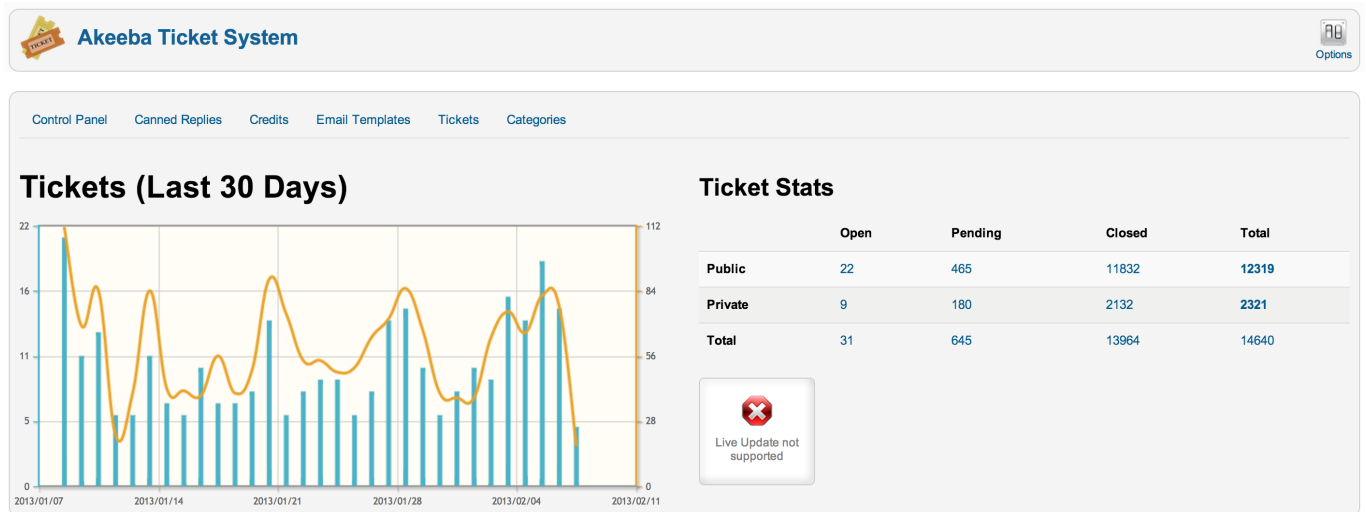 TICKET
Akeeba Ticket System
Options
Control Panel Canned Replies Credits Email Templates Tickets Categories
Tickets (Last 30 Days)
22
16
11
5
0
112
84
56
28
0
2013/01/07 2013/01/14 2013/01/21 2013/01/28 2013/02/04 2013/02/11
Ticket Stats
Open Pending Closed Total
Public 22 465 11832 12319
Private 9 180 2132 2321
Total 31 645 13964 14640
Live Update not
supported